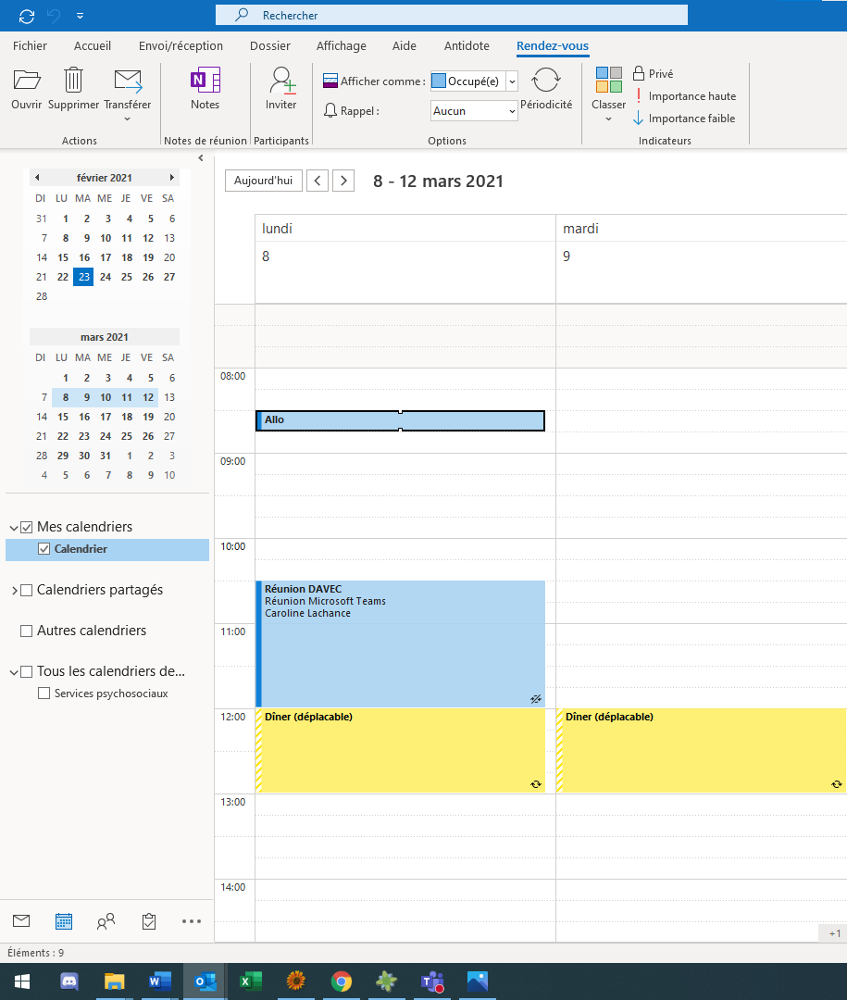 Rechercher
Fichier Accueil Envoi/réception Dossier Affichage Aide Antidote Rendez-vous
Ouvrir Supprimer Transférer
Actions
N
Notes
Notes de réunion
Inviter
Participants
Afficher comme : Occupé(e)
Rappel : Aucun
Périodicité
Options
Classer
Privé
Importance haute
Importance faible
Indicateurs
février 2021
DI LU MA ME JE VE SA
31 1 2 3 4 5 6
7 8 9 10 11 12 13
14 15 16 17 18 19 20
21 22 23 24 25 26 27
28
mars 2021
DI LU MA ME JE VE SA
1 2 3 4 5 6
7 8 9 10 11 12 13
14 15 16 17 18 19 20
21 22 23 24 25 26 27
28 29 30 31 1 2 3
4 5 6 7 8 9 10
Mes calendriers
Calendrier
Calendriers partagés
Autres calendriers
Tous les calendriers de...
Services psychosociaux
Aujourd'hui
8 - 12 mars 2021
lundi mardi
8 9
08:00
Allo
09:00
10:00
Réunion DAVEC
Réunion Microsoft Teams
Caroline Lachance
11:00
12:00 Dîner (déplacable) Dîner (déplacable)
13:00
14:00
+1
Éléments : 9